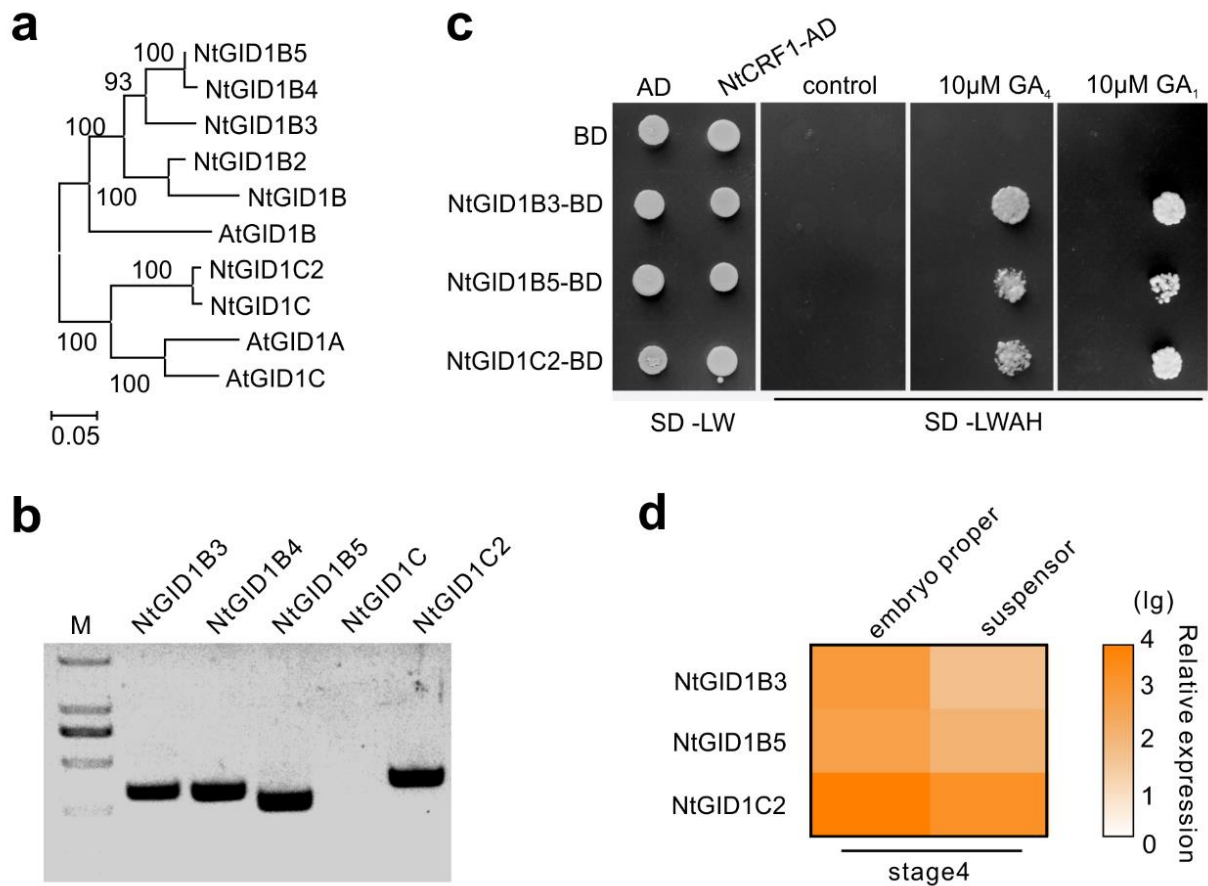 a
100 NtGID1B5
93 NtGID1B4
NtGID1B3
100 NtGID1B2
100 NtGID1B
AtGID1B
100 NtGID1C2
NtGID1C
100 AtGID1A
100 AtGID1C
0.05
b
M NtGID1B3 NtGID1B4 NtGID1B5 NtGID1C NtGID1C2
c
AD NtCRF1-AD control 10µM GA₄ 10µM GA₁
BD
NtGID1B3-BD
NtGID1B5-BD
NtGID1C2-BD
SD -LW SD -LWAH
d
embryo proper suspensor
NtGID1B3
NtGID1B5
NtGID1C2
stage4
(lg)
4
3
2
1
0
Relative expression